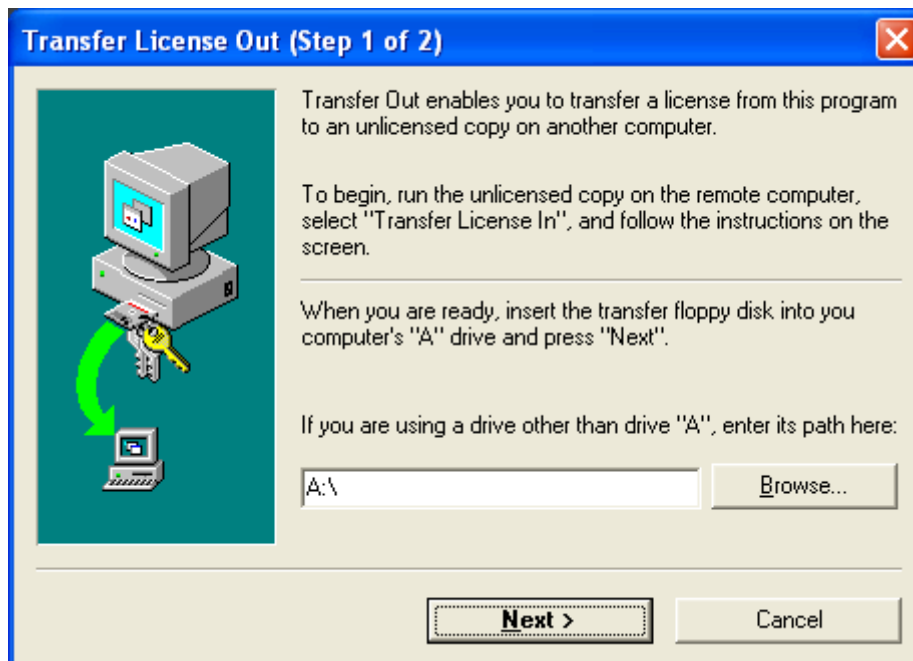 Transfer License Out (Step 1 of 2)
Transfer Out enables you to transfer a license from this program
to an unlicensed copy on another computer.
To begin, run the unlicensed copy on the remote computer,
select "Transfer License In", and follow the instructions on the
screen.
When you are ready, insert the transfer floppy disk into you
computer's "A" drive and press "Next".
If you are using a drive other than drive "A", enter its path here:
A:\
Browse...
Next >
Cancel